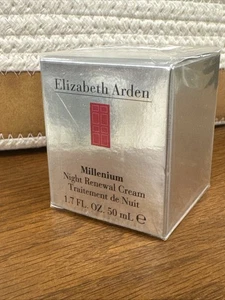 Elizabeth Arden
Millenium
Night Renewal Cream
Traitement de Nuit
1.7 FL. OZ. 50 mL ℮